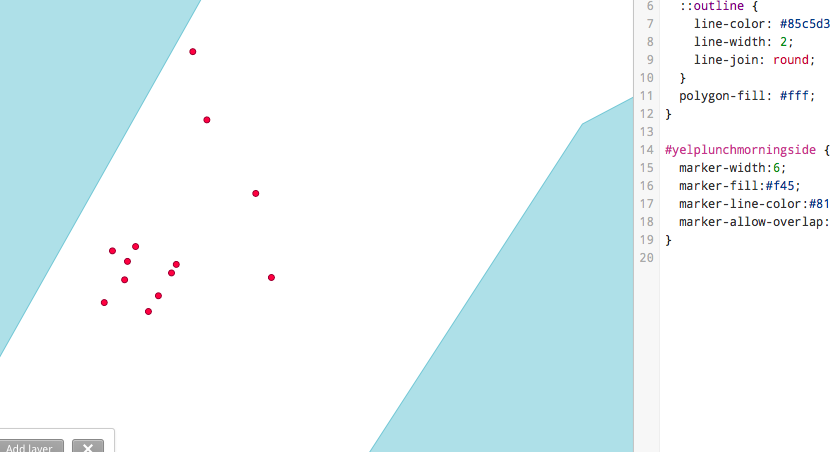 6 ::outline {
7 line-color: #85c5d3
8 line-width: 2;
9 line-join: round;
10 }
11 polygon-fill: #fff;
12 }
13
14 #yelplunchmorningside {
15 marker-width:6;
16 marker-fill:#f45;
17 marker-line-color:#81
18 marker-allow-overlap:
19 }
20
Add layer